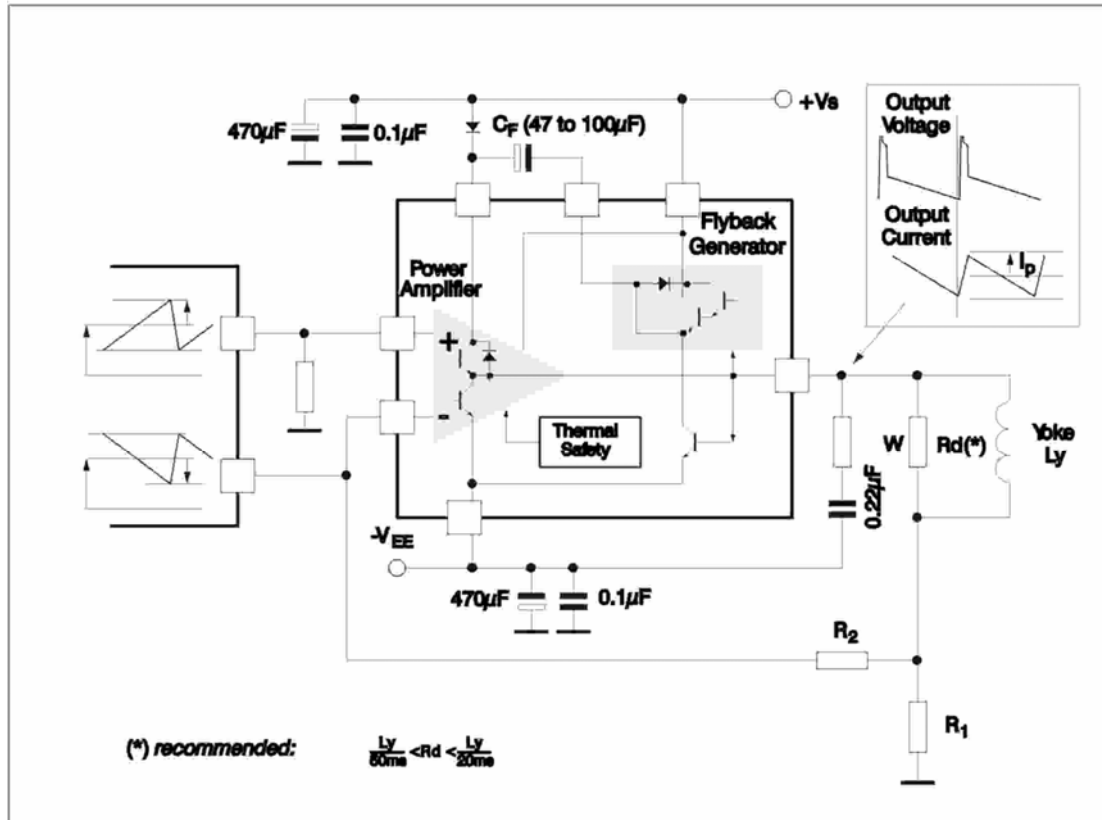 +Vs
470µF
0.1µF
C_F (47 to 100µF)
Output
Voltage
Output
Current
I_p
Flyback
Generator
Power
Amplifier
+
-
Thermal
Safety
W
Rd(*)
Yoke
Ly
0.22µF
-V_EE
470µF
0.1µF
R_2
R_1
(*) recommended:
Ly/50ms <Rd < Ly/20ms